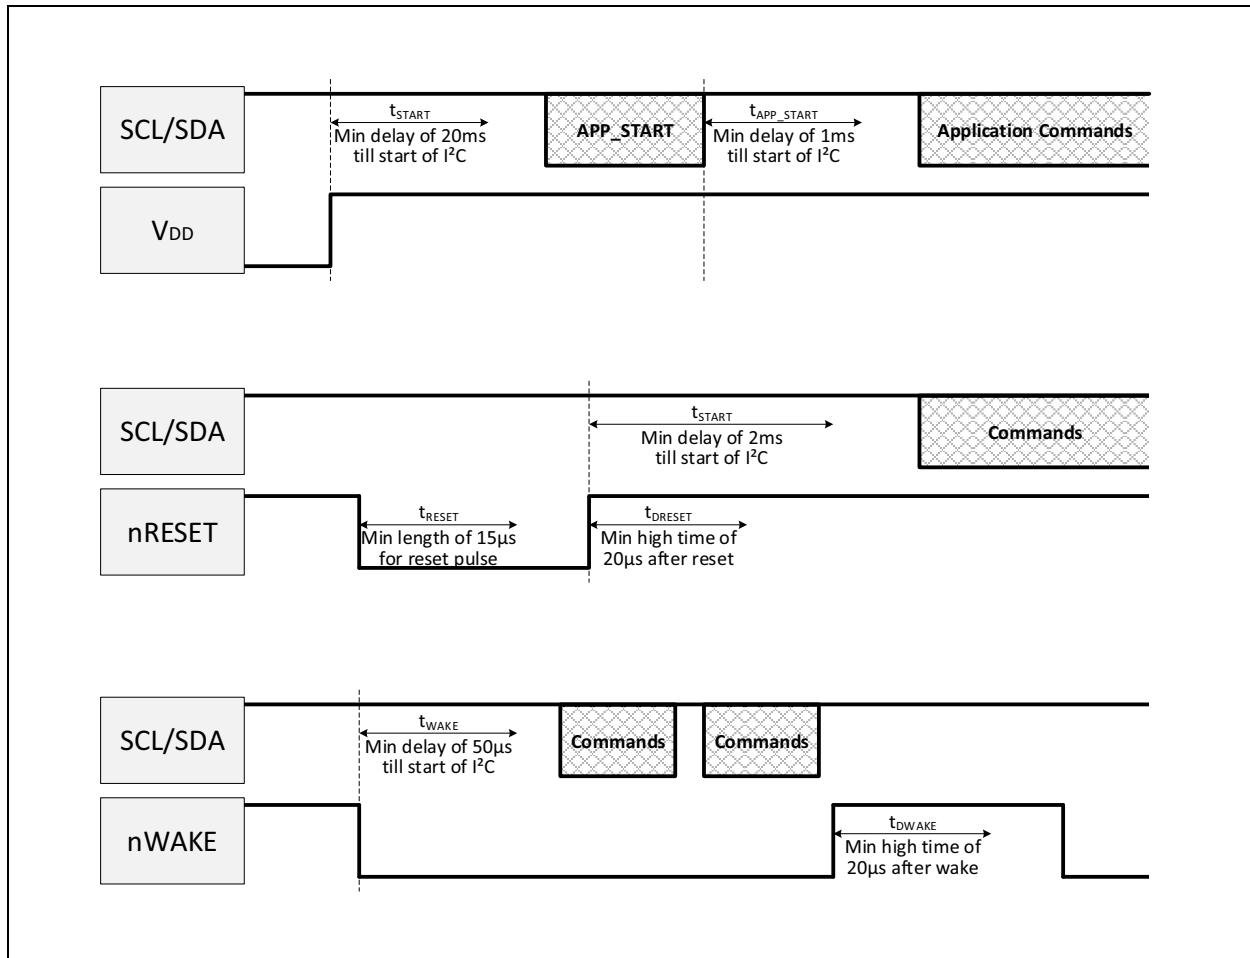 SCL/SDA
tSTART
Min delay of 20ms
till start of I²C
APP_START
tAPP_START
Min delay of 1ms
till start of I²C
Application Commands
VDD
SCL/SDA
tSTART
Min delay of 2ms
till start of I²C
Commands
nRESET
tRESET
Min length of 15µs
for reset pulse
tDRESET
Min high time of
20µs after reset
SCL/SDA
tWAKE
Min delay of 50µs
till start of I²C
Commands
Commands
nWAKE
tDWAKE
Min high time of
20µs after wake